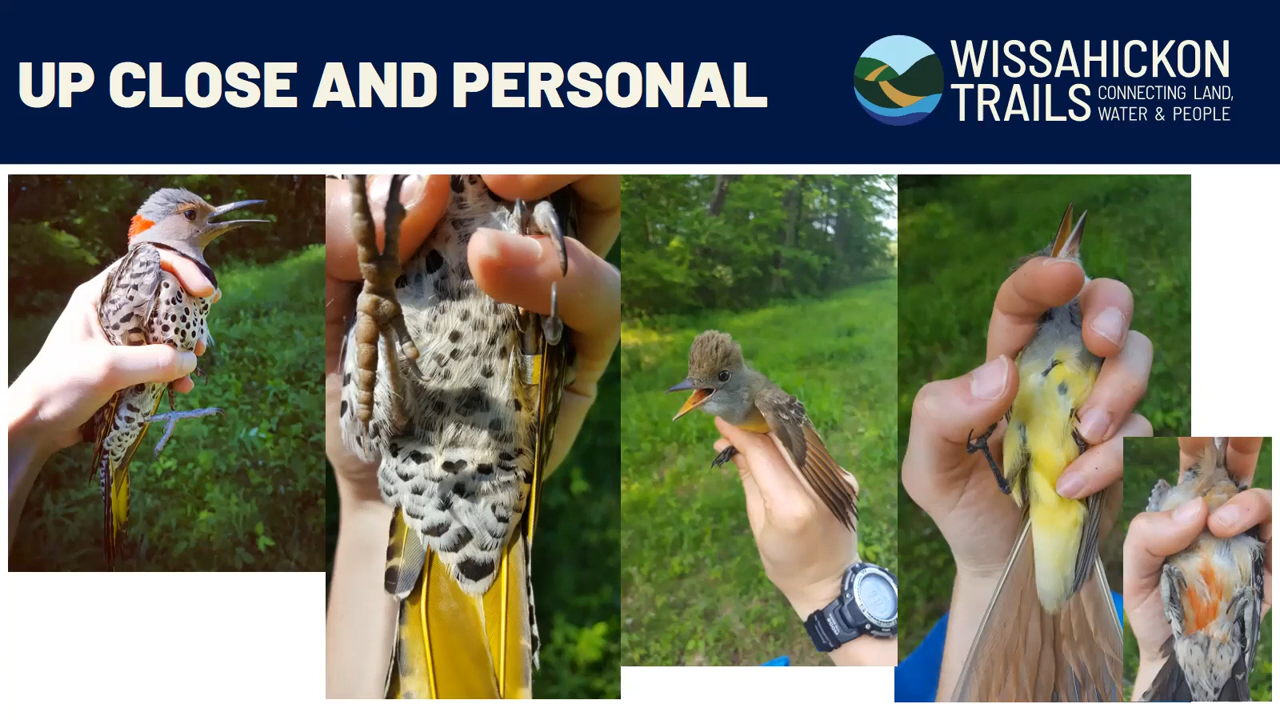 UP CLOSE AND PERSONAL
WISSAHICKON
TRAILS CONNECTING LAND,
WATER & PEOPLE